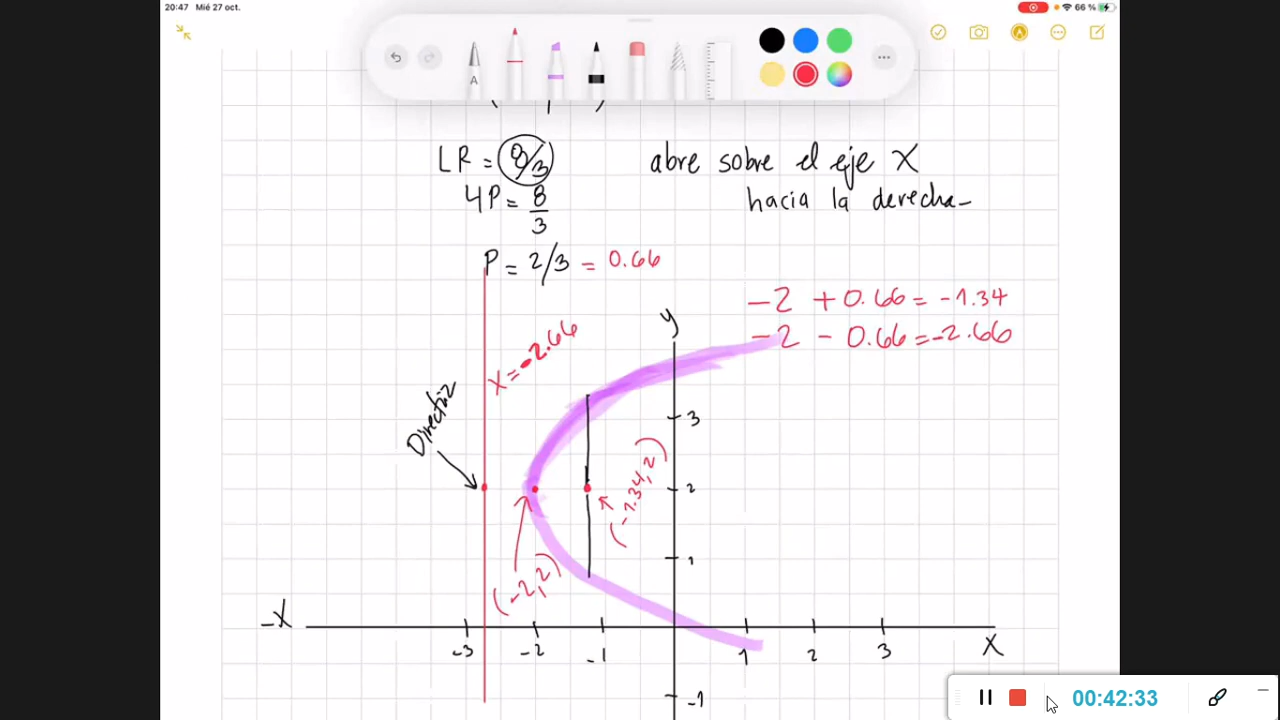 20:47 Mié 27 oct.
66 %
A
LR = 8/3
abre sobre el eje X
hacia la derecha-
4P = 8/3
P = 2/3 = 0.66
-2 + 0.66 = -1.34
-2 - 0.66 = -2.66
y
X = -2.66
Directriz
3
2
1
(-1.34, 2)
(-2, 2)
-X
-3 -2 -1 1 2 3 X
-1
00:42:33